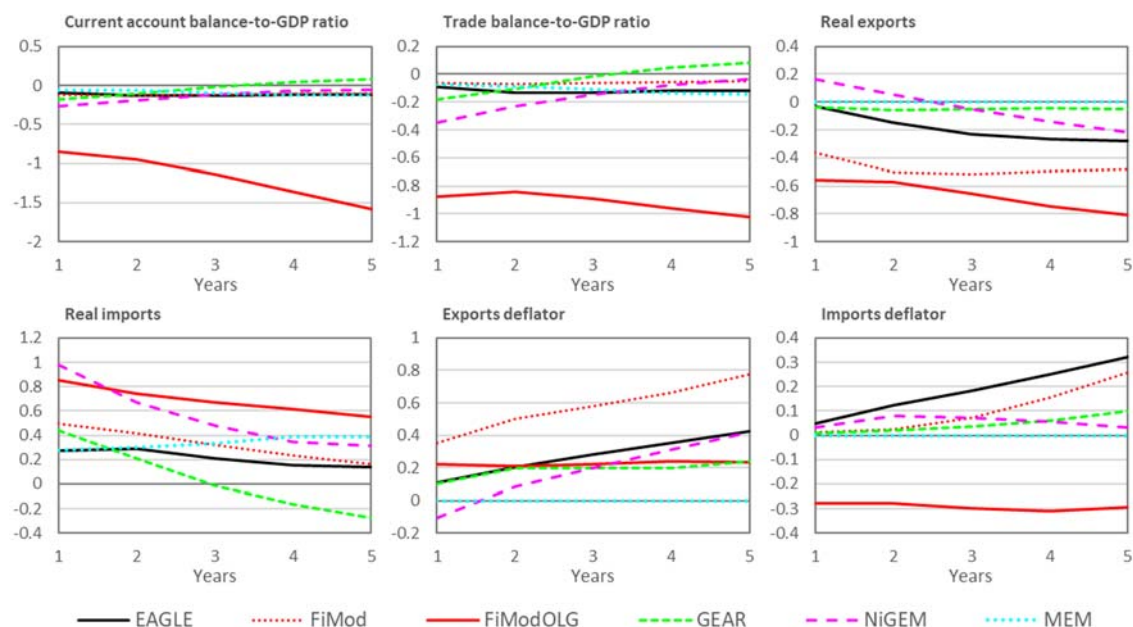 Current account balance-to-GDP ratio
0.5
0
-0.5
-1
-1.5
-2
1 2 3 4 5
Years
Trade balance-to-GDP ratio
0.2
0
-0.2
-0.4
-0.6
-0.8
-1
-1.2
1 2 3 4 5
Years
Real exports
0.4
0.2
0
-0.2
-0.4
-0.6
-0.8
-1
1 2 3 4 5
Years
Real imports
1.2
1
0.8
0.6
0.4
0.2
0
-0.2
-0.4
1 2 3 4 5
Years
Exports deflator
1
0.8
0.6
0.4
0.2
0
-0.2
1 2 3 4 5
Years
Imports deflator
0.4
0.3
0.2
0.1
0
-0.1
-0.2
-0.3
-0.4
1 2 3 4 5
Years
EAGLE FiMod FiModOLG GEAR NiGEM MEM